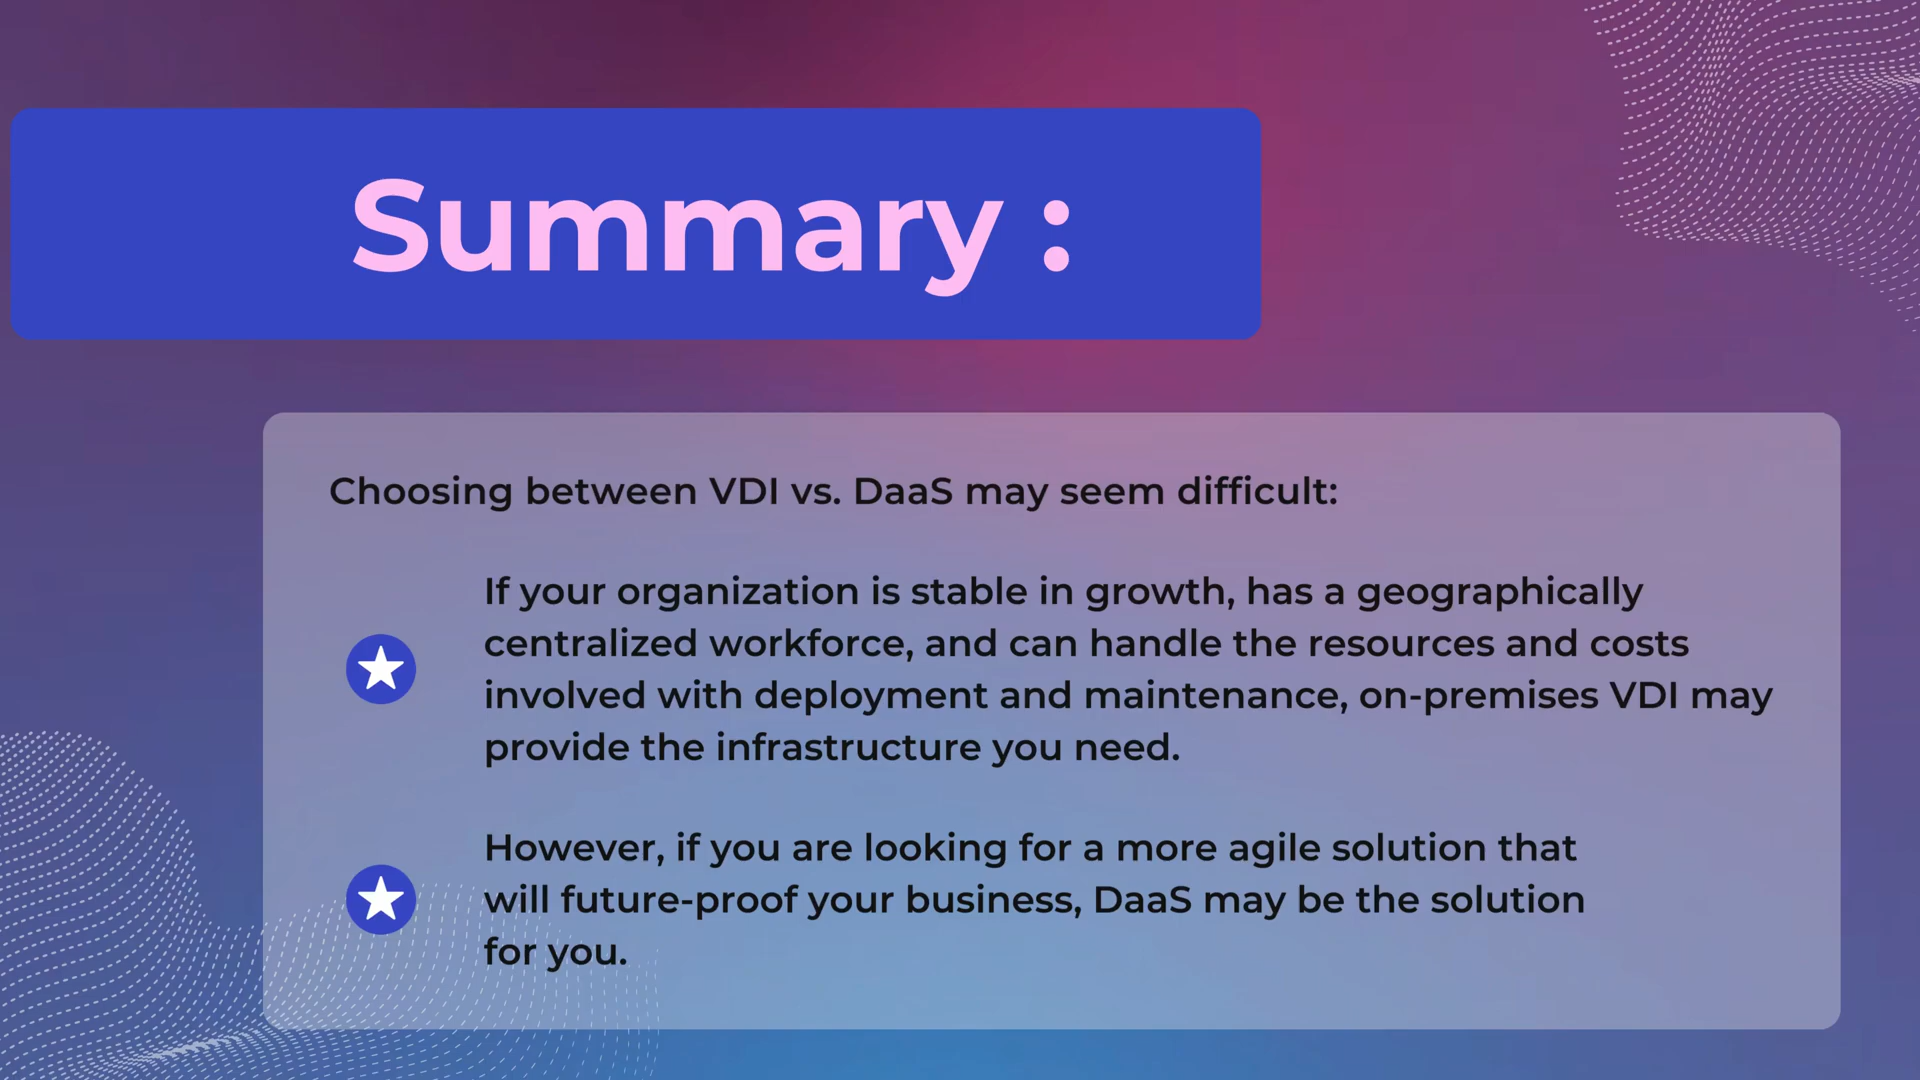 Summary :
Choosing between VDI vs. DaaS may seem difficult:
If your organization is stable in growth, has a geographically
centralized workforce, and can handle the resources and costs
involved with deployment and maintenance, on-premises VDI may
provide the infrastructure you need.
However, if you are looking for a more agile solution that
will future-proof your business, DaaS may be the solution
for you.